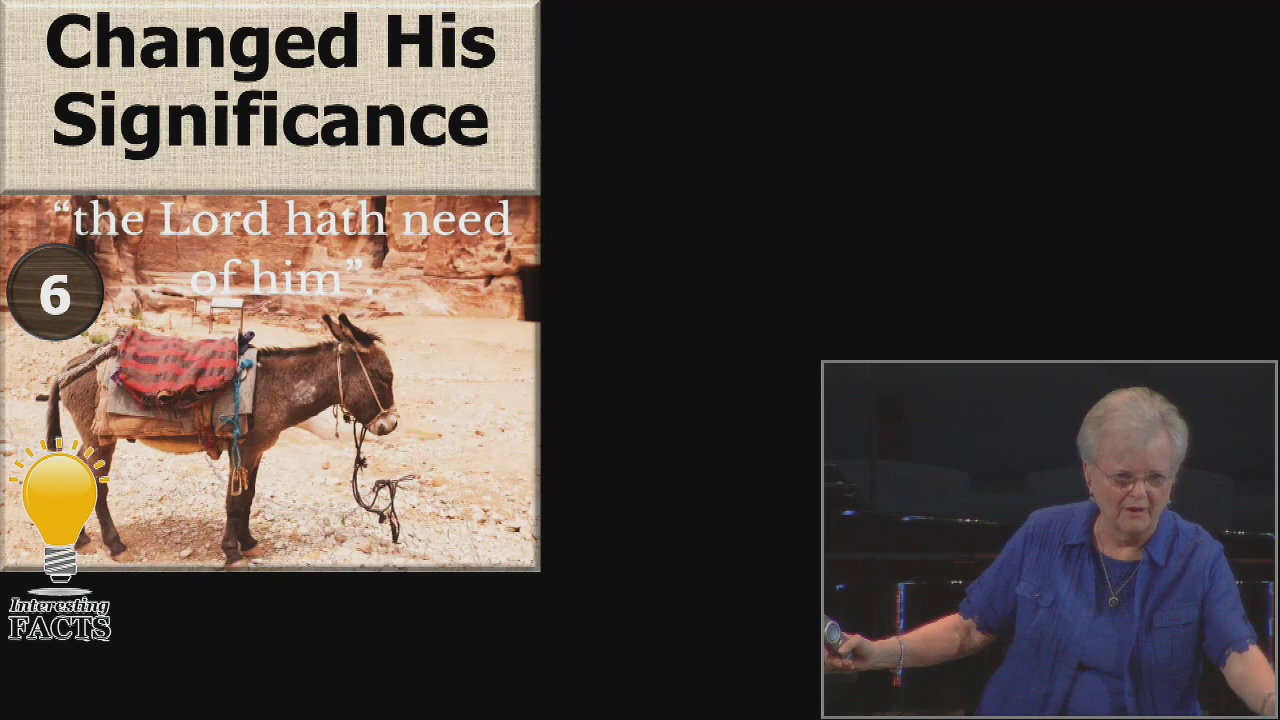 Changed His
Significance
“the Lord hath need
of him”.
6
Interesting
FACTS